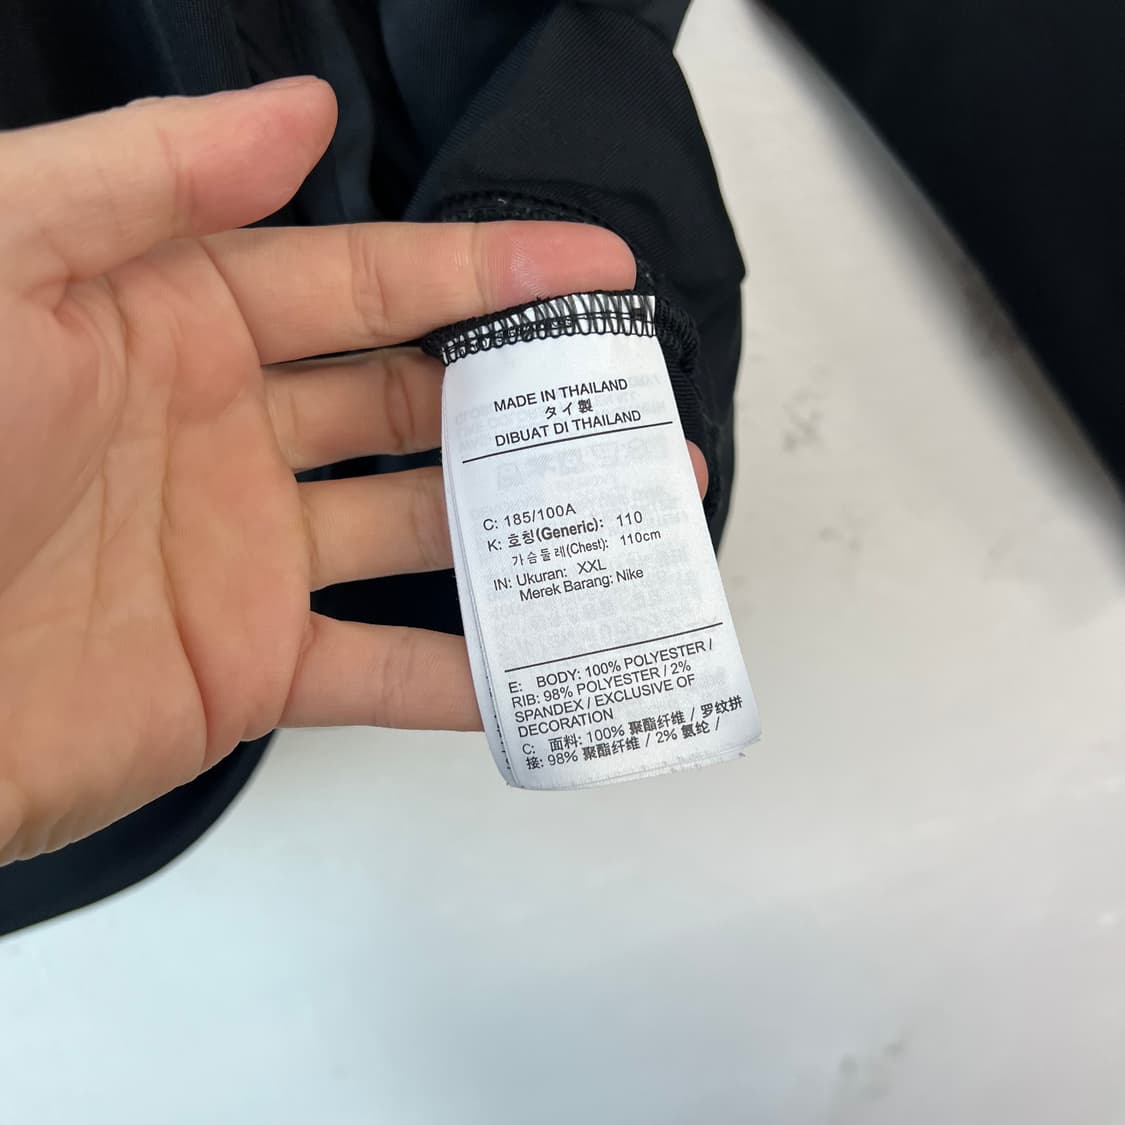 MADE IN THAILAND
タイ製
DIBUAT DI THAILAND
C: 185/100A
K: 호칭(Generic): 110
가슴둘레(Chest): 110cm
IN: Ukuran: XXL
Merek Barang: Nike
E: BODY: 100% POLYESTER /
RIB: 98% POLYESTER / 2%
SPANDEX / EXCLUSIVE OF
DECORATION
C: 面料: 100% 聚酯纤维 / 罗纹拼
接: 98% 聚酯纤维 / 2% 氨纶 /